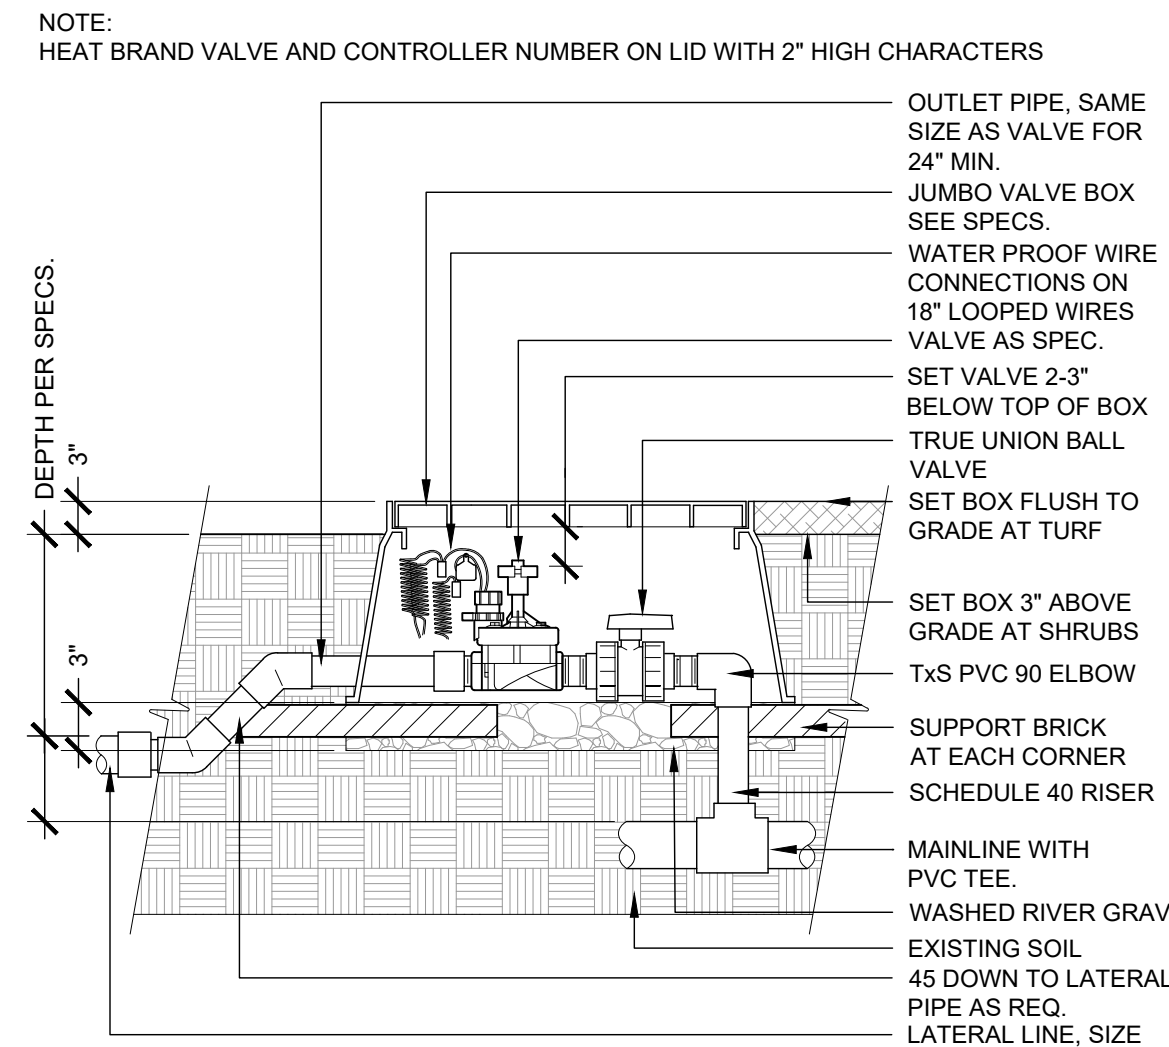 NOTE:
HEAT BRAND VALVE AND CONTROLLER NUMBER ON LID WITH 2" HIGH CHARACTERS
OUTLET PIPE, SAME
SIZE AS VALVE FOR
24" MIN.
JUMBO VALVE BOX
SEE SPECS.
WATER PROOF WIRE
CONNECTIONS ON
18" LOOPED WIRES
VALVE AS SPEC.
SET VALVE 2-3"
BELOW TOP OF BOX
TRUE UNION BALL
VALVE
SET BOX FLUSH TO
GRADE AT TURF
SET BOX 3" ABOVE
GRADE AT SHRUBS
TxS PVC 90 ELBOW
SUPPORT BRICK
AT EACH CORNER
SCHEDULE 40 RISER
MAINLINE WITH
PVC TEE.
WASHED RIVER GRAV
EXISTING SOIL
45 DOWN TO LATERAL
PIPE AS REQ.
LATERAL LINE, SIZE
DEPTH PER SPECS.
3"
3"